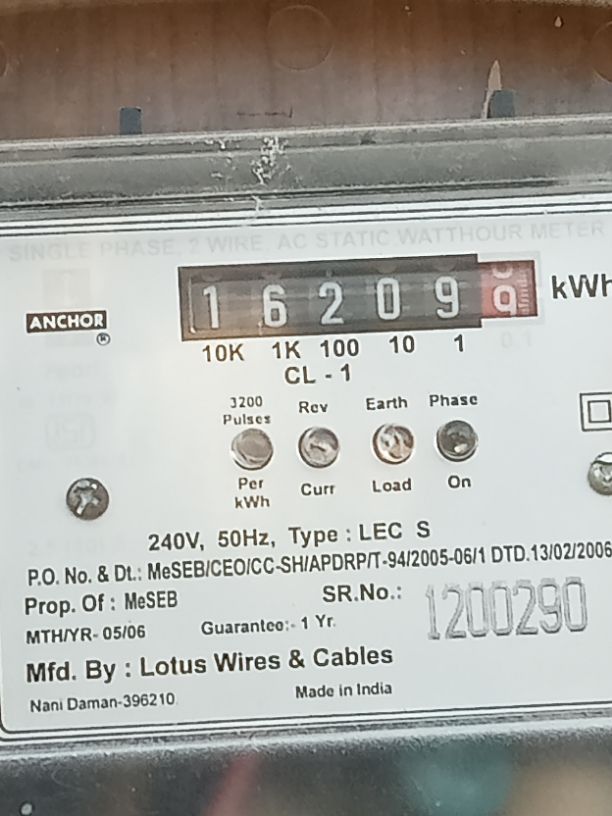 SINGLE PHASE, 2 WIRE, AC STATIC WATTHOUR METER
1 6 2 0 9 9 kWh
ANCHOR ®
10K 1K 100 10 1 0.1
CL - 1
3200 Pulses Rev Earth Phase
Per kWh Curr Load On
240V, 50Hz, Type : LEC S
P.O. No. & Dt.: MeSEB/CEO/CC-SH/APDRP/T-94/2005-06/1 DTD.13/02/2006
Prop. Of : MeSEB SR.No.: 1200290
MTH/YR- 05/06 Guarantee:- 1 Yr.
Mfd. By : Lotus Wires & Cables
Nani Daman-396210 Made in India